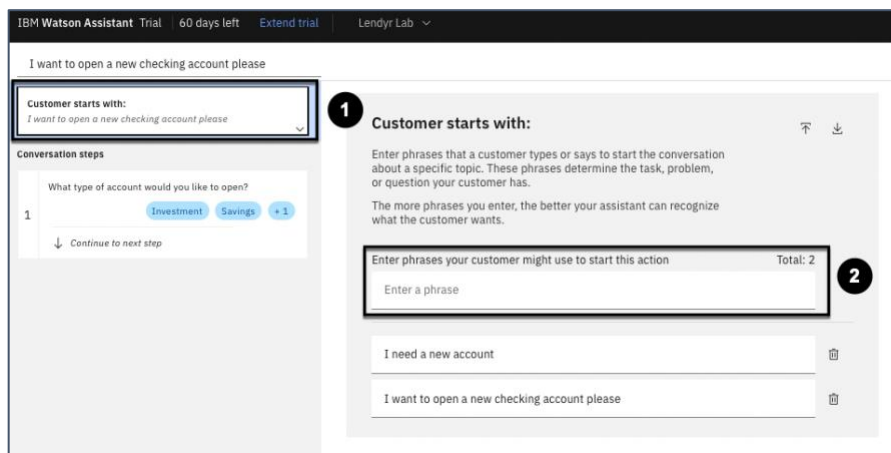 IBM Watson Assistant Trial 60 days left Extend trial Lendyr Lab
I want to open a new checking account please
Customer starts with:
I want to open a new checking account please
Conversation steps
1
What type of account would you like to open?
Investment Savings + 1
Continue to next step
1
Customer starts with:
Enter phrases that a customer types or says to start the conversation
about a specific topic. These phrases determine the task, problem,
or question your customer has.
The more phrases you enter, the better your assistant can recognize
what the customer wants.
Enter phrases your customer might use to start this action Total: 2
Enter a phrase
2
I need a new account
I want to open a new checking account please